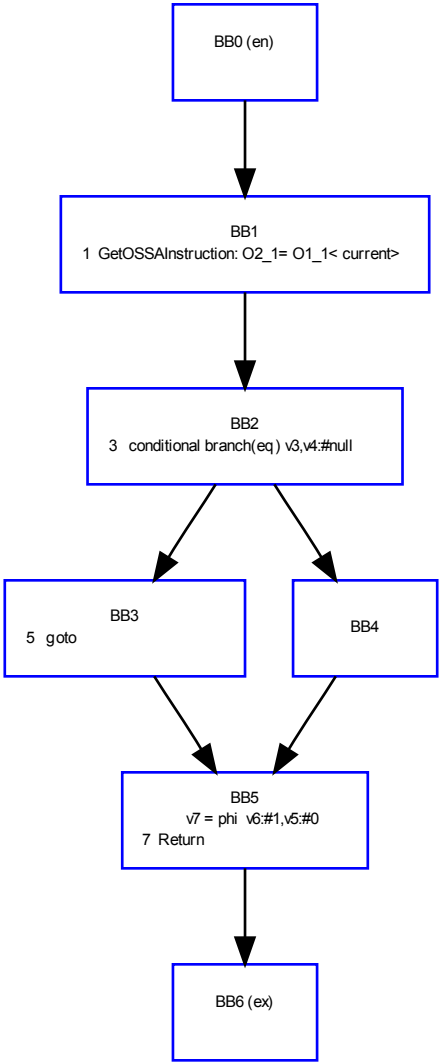 BB0 (en)
BB1
1 GetOSSAInstruction: O2_1= O1_1< current>
BB2
3 conditional branch(eq) v3,v4:#null
BB3
5 goto
BB4
BB5
v7 = phi v6:#1,v5:#0
7 Return
BB6 (ex)